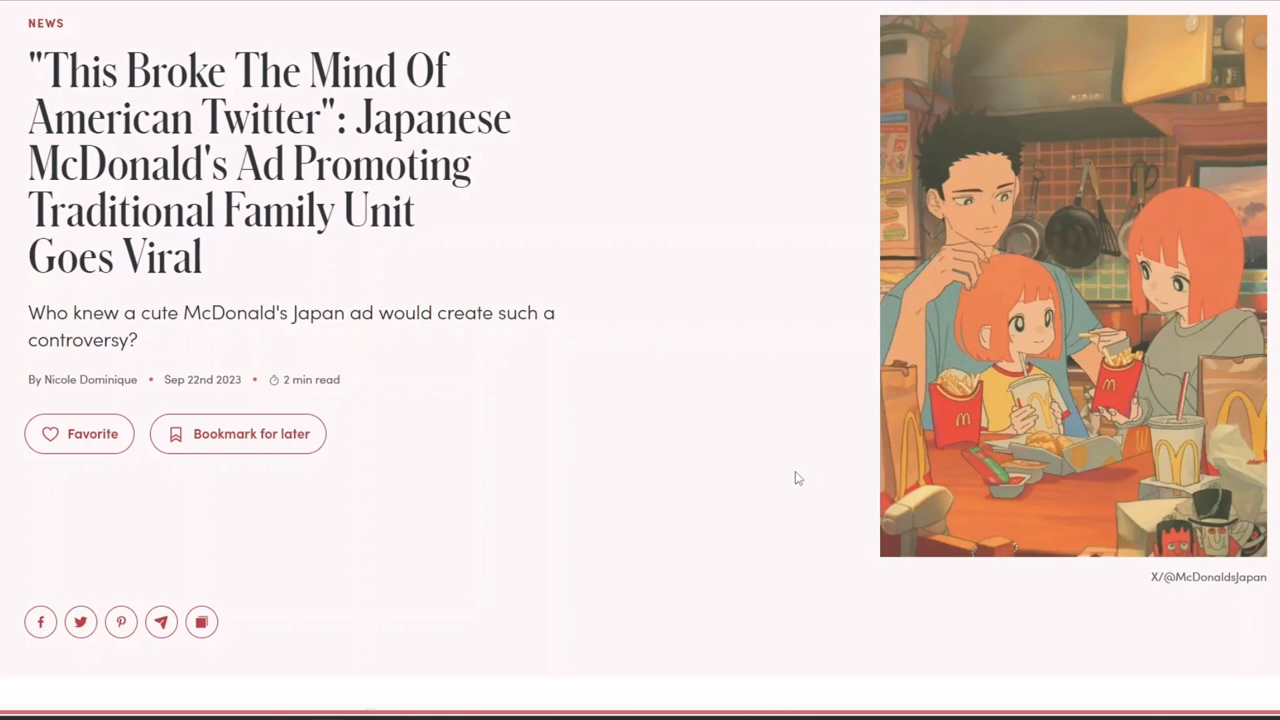 NEWS
"This Broke The Mind Of
American Twitter": Japanese
McDonald's Ad Promoting
Traditional Family Unit
Goes Viral
Who knew a cute McDonald's Japan ad would create such a
controversy?
By Nicole Dominique • Sep 22nd 2023 • 2 min read
Favorite
Bookmark for later
X/@McDonaldsJapan